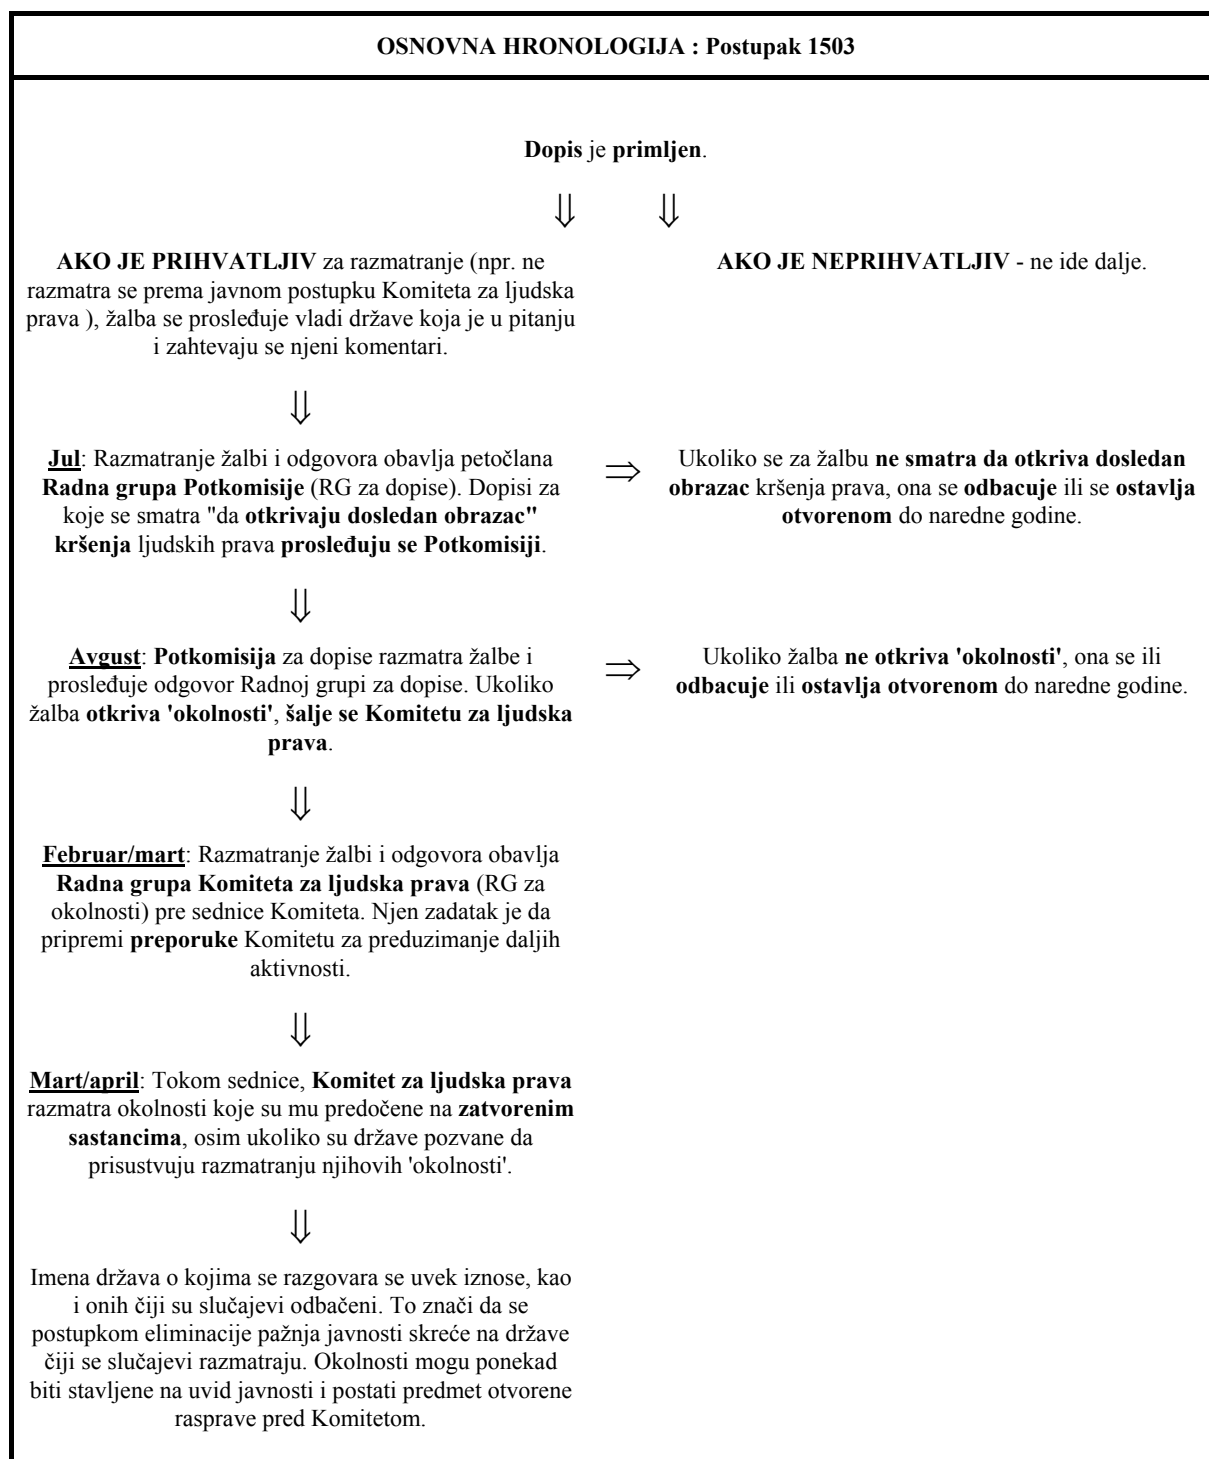 OSNOVNA HRONOLOGIJA : Postupak 1503
Dopis je primljen.
⇓ ⇓
AKO JE PRIHVATLJIV za razmatranje (npr. ne
razmatra se prema javnom postupku Komiteta za ljudska
prava ), žalba se prosleđuje vladi države koja je u pitanju
i zahtevaju se njeni komentari.
AKO JE NEPRIHVATLJIV - ne ide dalje.
⇓
Jul: Razmatranje žalbi i odgovora obavlja petočlana
Radna grupa Potkomisije (RG za dopise). Dopisi za
koje se smatra "da otkrivaju dosledan obrazac"
kršenja ljudskih prava prosleđuju se Potkomisiji.
⇒
Ukoliko se za žalbu ne smatra da otkriva dosledan
obrazac kršenja prava, ona se odbacuje ili se ostavlja
otvorenom do naredne godine.
⇓
Avgust: Potkomisija za dopise razmatra žalbe i
prosleđuje odgovor Radnoj grupi za dopise. Ukoliko
žalba otkriva 'okolnosti', šalje se Komitetu za ljudska
prava.
⇒
Ukoliko žalba ne otkriva 'okolnosti', ona se ili
odbacuje ili ostavlja otvorenom do naredne godine.
⇓
Februar/mart: Razmatranje žalbi i odgovora obavlja
Radna grupa Komiteta za ljudska prava (RG za
okolnosti) pre sednice Komiteta. Njen zadatak je da
pripremi preporuke Komitetu za preduzimanje daljih
aktivnosti.
⇓
Mart/april: Tokom sednice, Komitet za ljudska prava
razmatra okolnosti koje su mu predočene na zatvorenim
sastancima, osim ukoliko su države pozvane da
prisustvuju razmatranju njihovih 'okolnosti'.
⇓
Imena država o kojima se razgovara se uvek iznose, kao
i onih čiji su slučajevi odbačeni. To znači da se
postupkom eliminacije pažnja javnosti skreće na države
čiji se slučajevi razmatraju. Okolnosti mogu ponekad
biti stavljene na uvid javnosti i postati predmet otvorene
rasprave pred Komitetom.